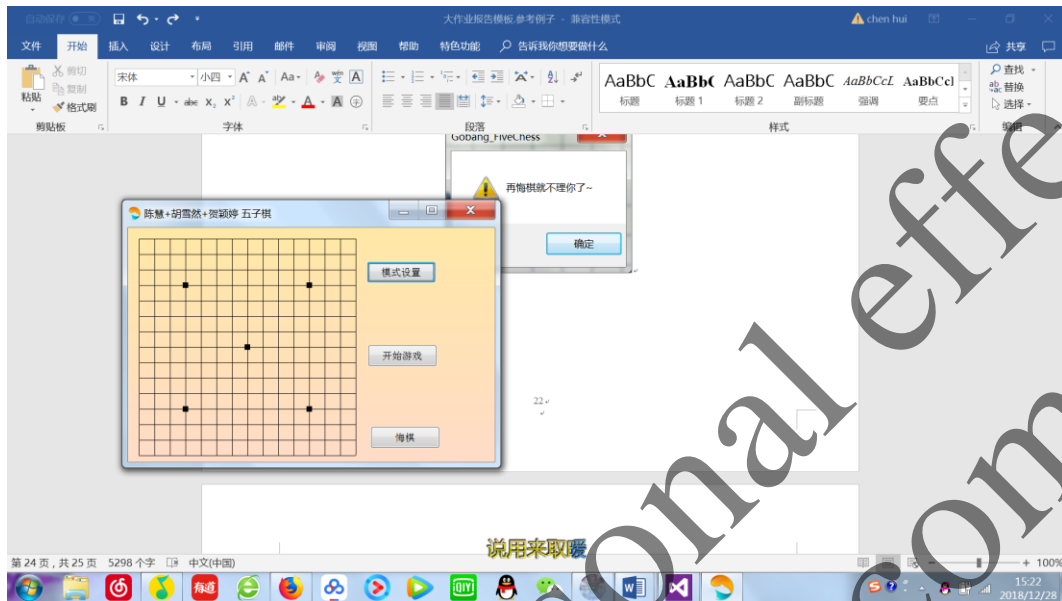 自动保存 大作业报告模板.参考例子 - 兼容性模式 chen hui
文件 开始 插入 设计 布局 引用 邮件 审阅 视图 帮助 特色功能 告诉我你想要做什么 共享
粘贴 剪切 复制 格式刷
宋体 小四 Aa
B I U abc X₂ X² A
AaBbC AaBbC AaBbC AaBbC AaBbCcL AaBbCcl
标题 标题 1 标题 2 副标题 强调 要点
查找 替换 选择
剪贴板 字体 段落 样式 编辑
Gobang_FiveChess
再悔棋就不理你了~
确定
陈慧+胡雪然+贺颖婷 五子棋
模式设置
开始游戏
悔棋
22
onal effe
com
说用来取暖
第 24 页，共 25 页 5298 个字 中文(中国) 100%
有道 iQIY W S
15:22
2018/12/28